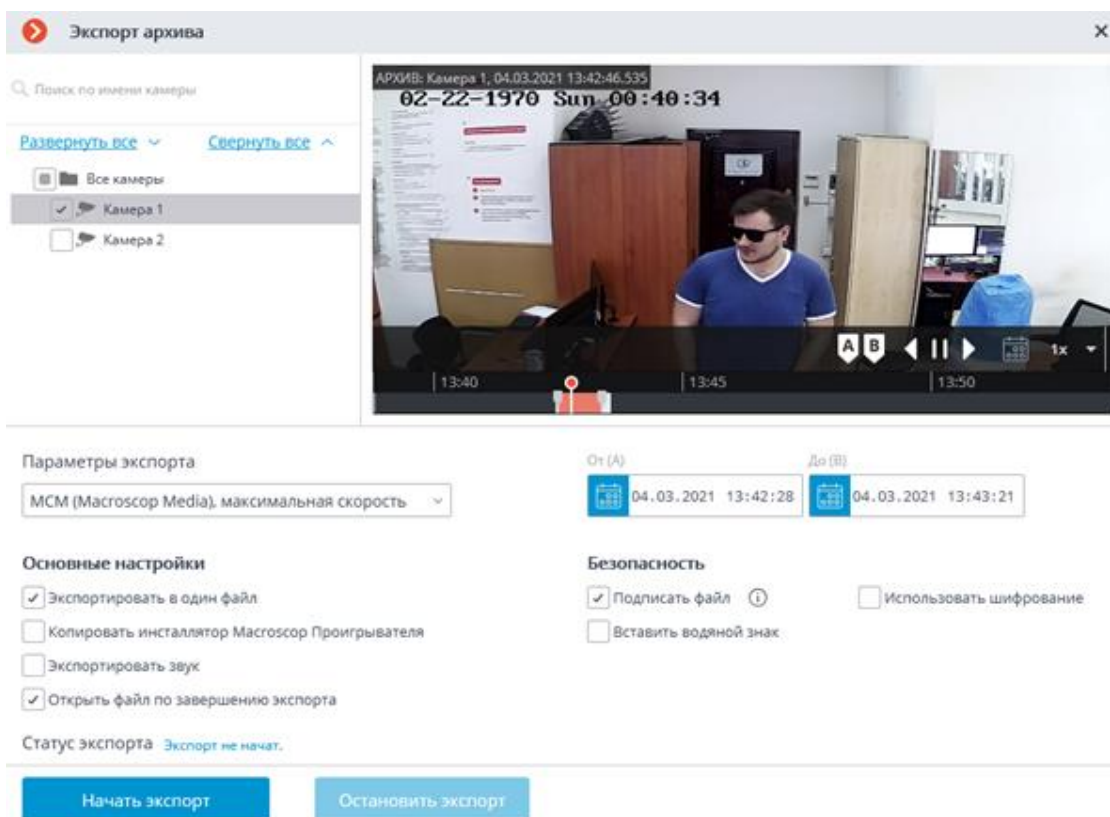 Экспорт архива
Поиск по имени камеры
Развернуть все
Свернуть все
Все камеры
Камера 1
Камера 2
АРХИВ: Камера 1, 04.03.2021 13:42:46.535
02-22-1970 Sun 00:40:34
A B
1x
13:40
13:45
13:50
Параметры экспорта
MCM (Macroscop Media), максимальная скорость
От (A)
До (B)
04.03.2021 13:42:28
04.03.2021 13:43:21
Основные настройки
Экспортировать в один файл
Копировать инсталлятор Macroscop Проигрывателя
Экспортировать звук
Открыть файл по завершению экспорта
Безопасность
Подписать файл
Использовать шифрование
Вставить водяной знак
Статус экспорта Экспорт не начат.
Начать экспорт
Остановить экспорт